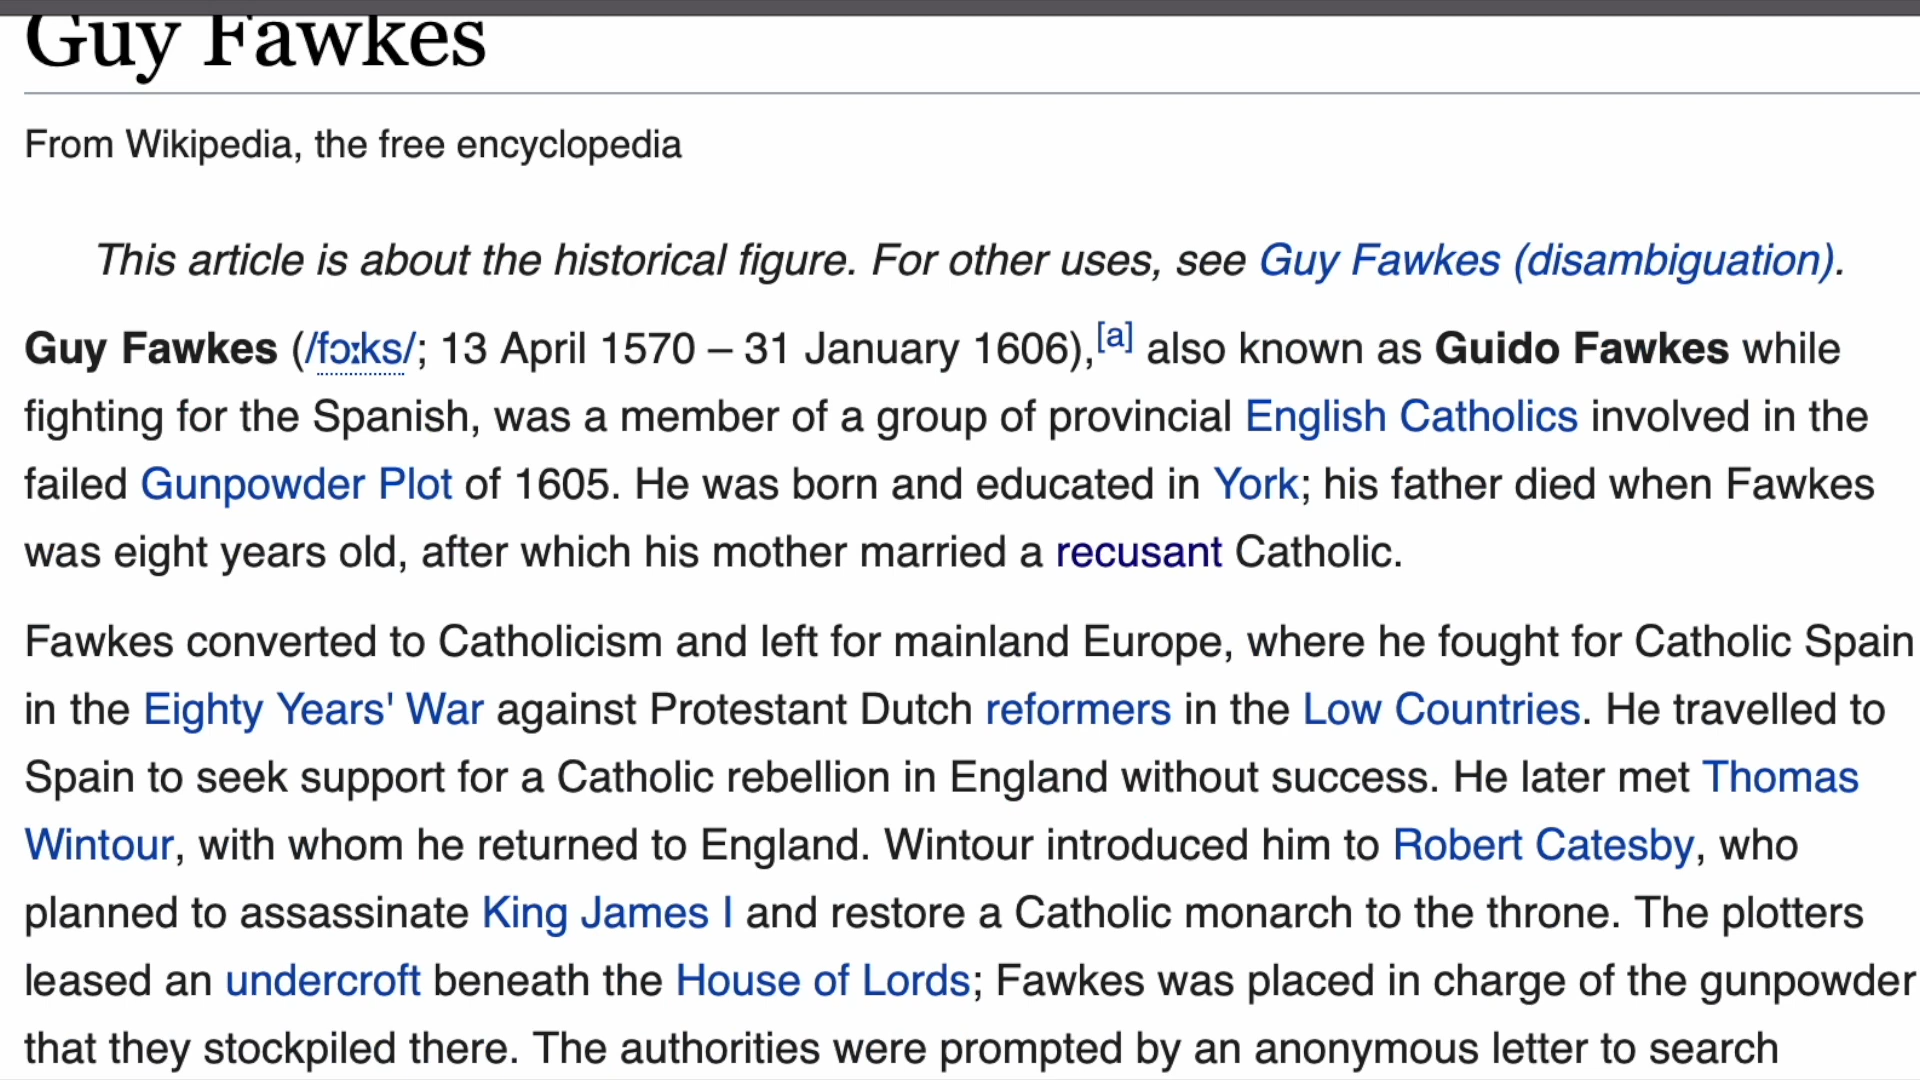 Guy Fawkes
From Wikipedia, the free encyclopedia
This article is about the historical figure. For other uses, see Guy Fawkes (disambiguation).
Guy Fawkes (/fɔːks/; 13 April 1570 – 31 January 1606),[a] also known as Guido Fawkes while
fighting for the Spanish, was a member of a group of provincial English Catholics involved in the
failed Gunpowder Plot of 1605. He was born and educated in York; his father died when Fawkes
was eight years old, after which his mother married a recusant Catholic.
Fawkes converted to Catholicism and left for mainland Europe, where he fought for Catholic Spain
in the Eighty Years' War against Protestant Dutch reformers in the Low Countries. He travelled to
Spain to seek support for a Catholic rebellion in England without success. He later met Thomas
Wintour, with whom he returned to England. Wintour introduced him to Robert Catesby, who
planned to assassinate King James I and restore a Catholic monarch to the throne. The plotters
leased an undercroft beneath the House of Lords; Fawkes was placed in charge of the gunpowder
that they stockpiled there. The authorities were prompted by an anonymous letter to search